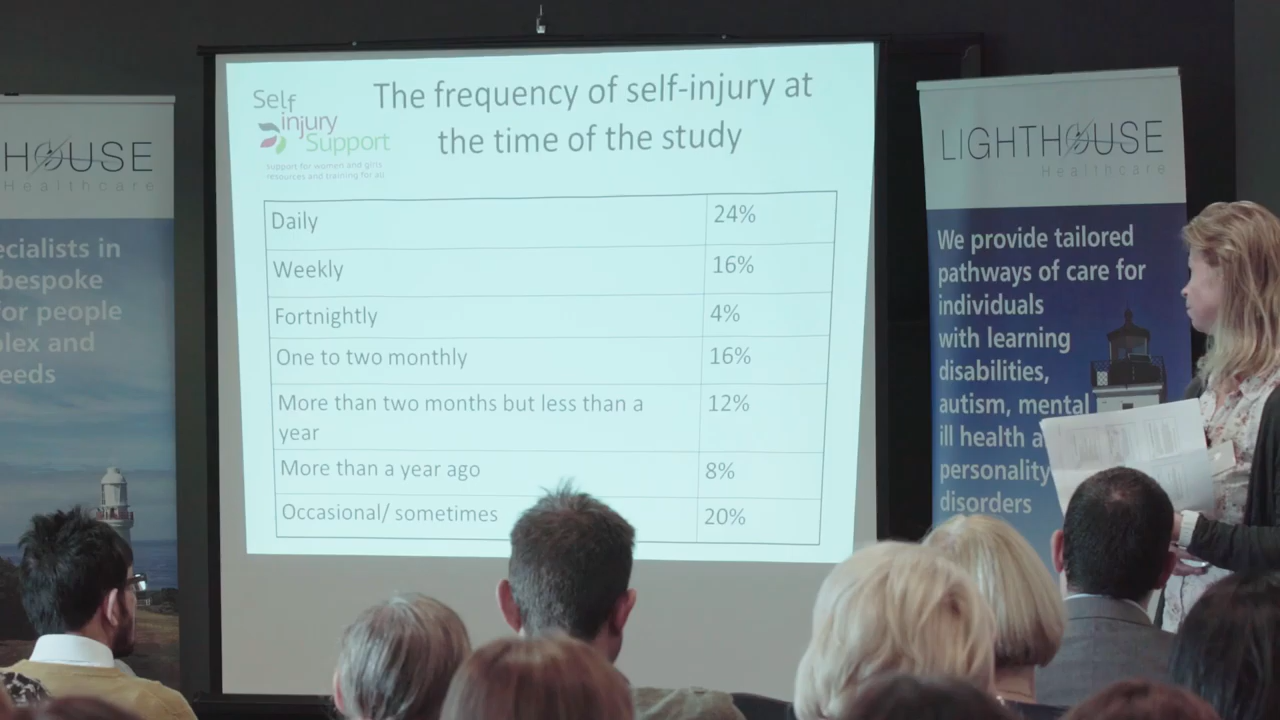 HOUSE
Healthcare
ecialists in
bespoke
for people
plex and
eeds
Self
injury
Support
support for women and girls
resources and training for all
The frequency of self-injury at
the time of the study
Daily 24%
Weekly 16%
Fortnightly 4%
One to two monthly 16%
More than two months but less than a
year 12%
More than a year ago 8%
Occasional/ sometimes 20%
LIGHTHOUSE
Healthcare
We provide tailored
pathways of care for
individuals
with learning
disabilities,
autism, mental
ill health a
personality
disorders